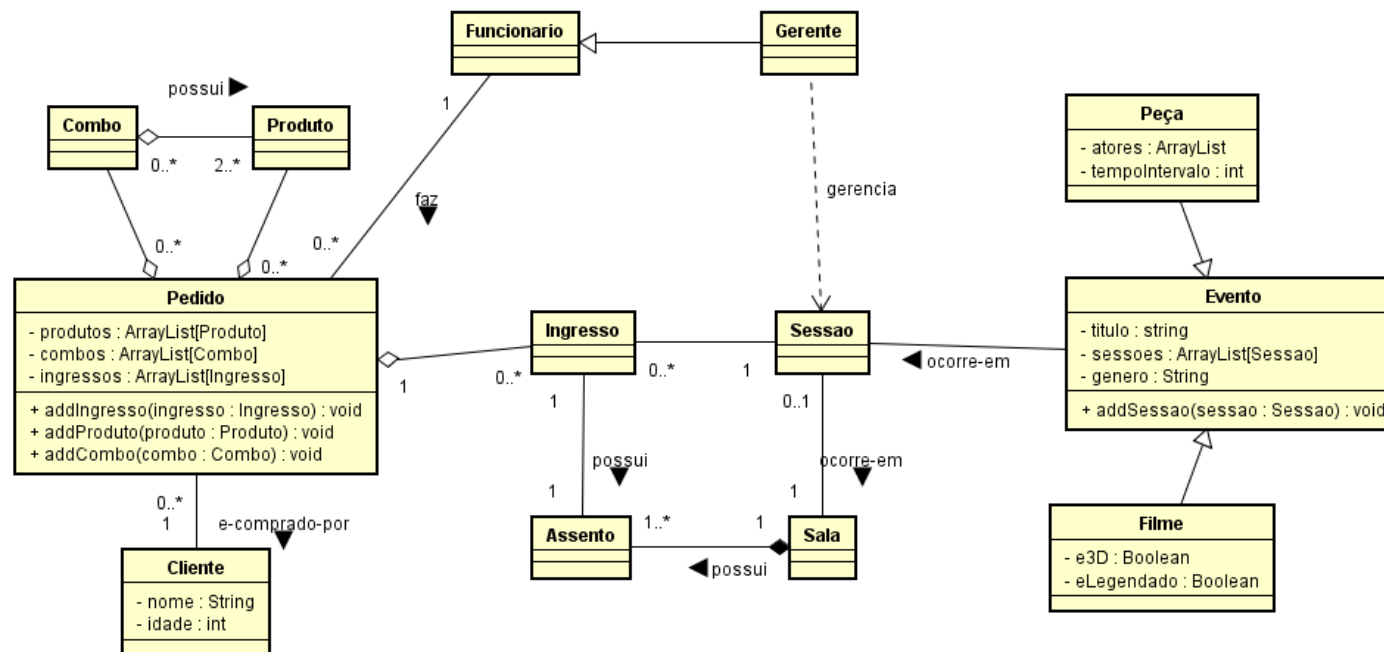 Funcionario
Gerente
possui
Combo
Produto
0..*
2..*
1
Peça
- atores : ArrayList
- tempoIntervalo : int
gerencia
faz
0..*
0..*
0..*
Pedido
- produtos : ArrayList[Produto]
- combos : ArrayList[Combo]
- ingressos : ArrayList[Ingresso]
+ addIngresso(ingresso : Ingresso) : void
+ addProduto(produto : Produto) : void
+ addCombo(combo : Combo) : void
1
0..*
Ingresso
0..*
1
Sessao
ocorre-em
Evento
- titulo : string
- sessoes : ArrayList[Sessao]
- genero : String
+ addSessao(sessao : Sessao) : void
1
0..1
possui
ocorre-em
1
1
0..*
1
e-comprado-por
Assento
1..*
1
Sala
possui
Filme
- e3D : Boolean
- eLegendado : Boolean
Cliente
- nome : String
- idade : int